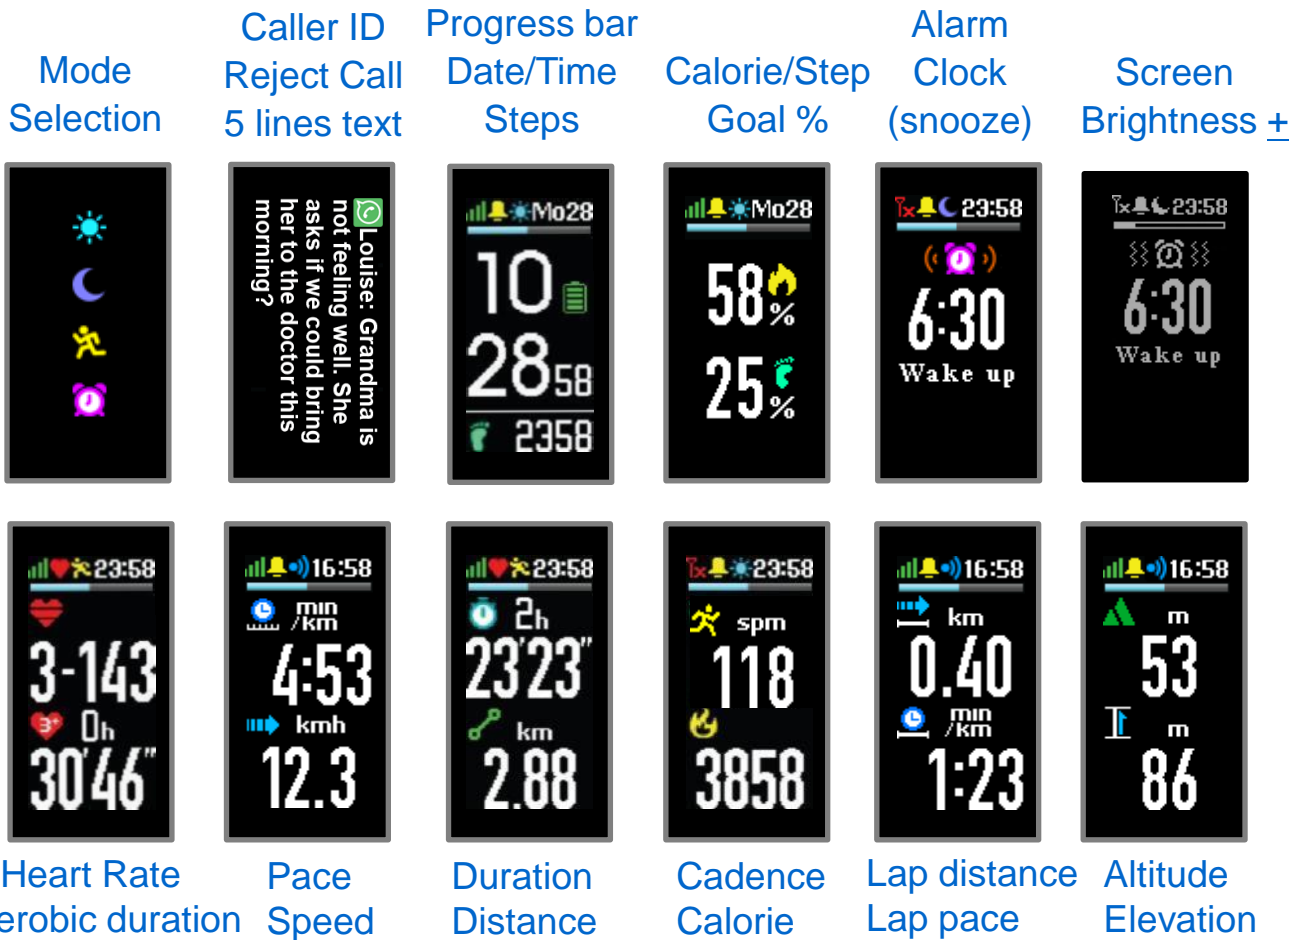 Mode
Selection
Caller ID
Reject Call
5 lines text
Progress bar
Date/Time
Steps
Calorie/Step
Goal %
Alarm
Clock
(snooze)
Screen
Brightness +
Louise: Grandma is
not feeling well. She
asks if we could bring
her to the doctor this
morning?
Mo28
10
28 58
2358
Mo28
58%
25%
23:58
6:30
Wake up
23:58
6:30
Wake up
23:58
3-143
3+ 0h
30'46"
16:58
min
/km
4:53
kmh
12.3
23:58
2h
23'23"
km
2.88
23:58
spm
118
3858
16:58
km
0.40
min
/km
1:23
16:58
m
53
m
86
Heart Rate
erobic duration
Pace
Speed
Duration
Distance
Cadence
Calorie
Lap distance
Lap pace
Altitude
Elevation